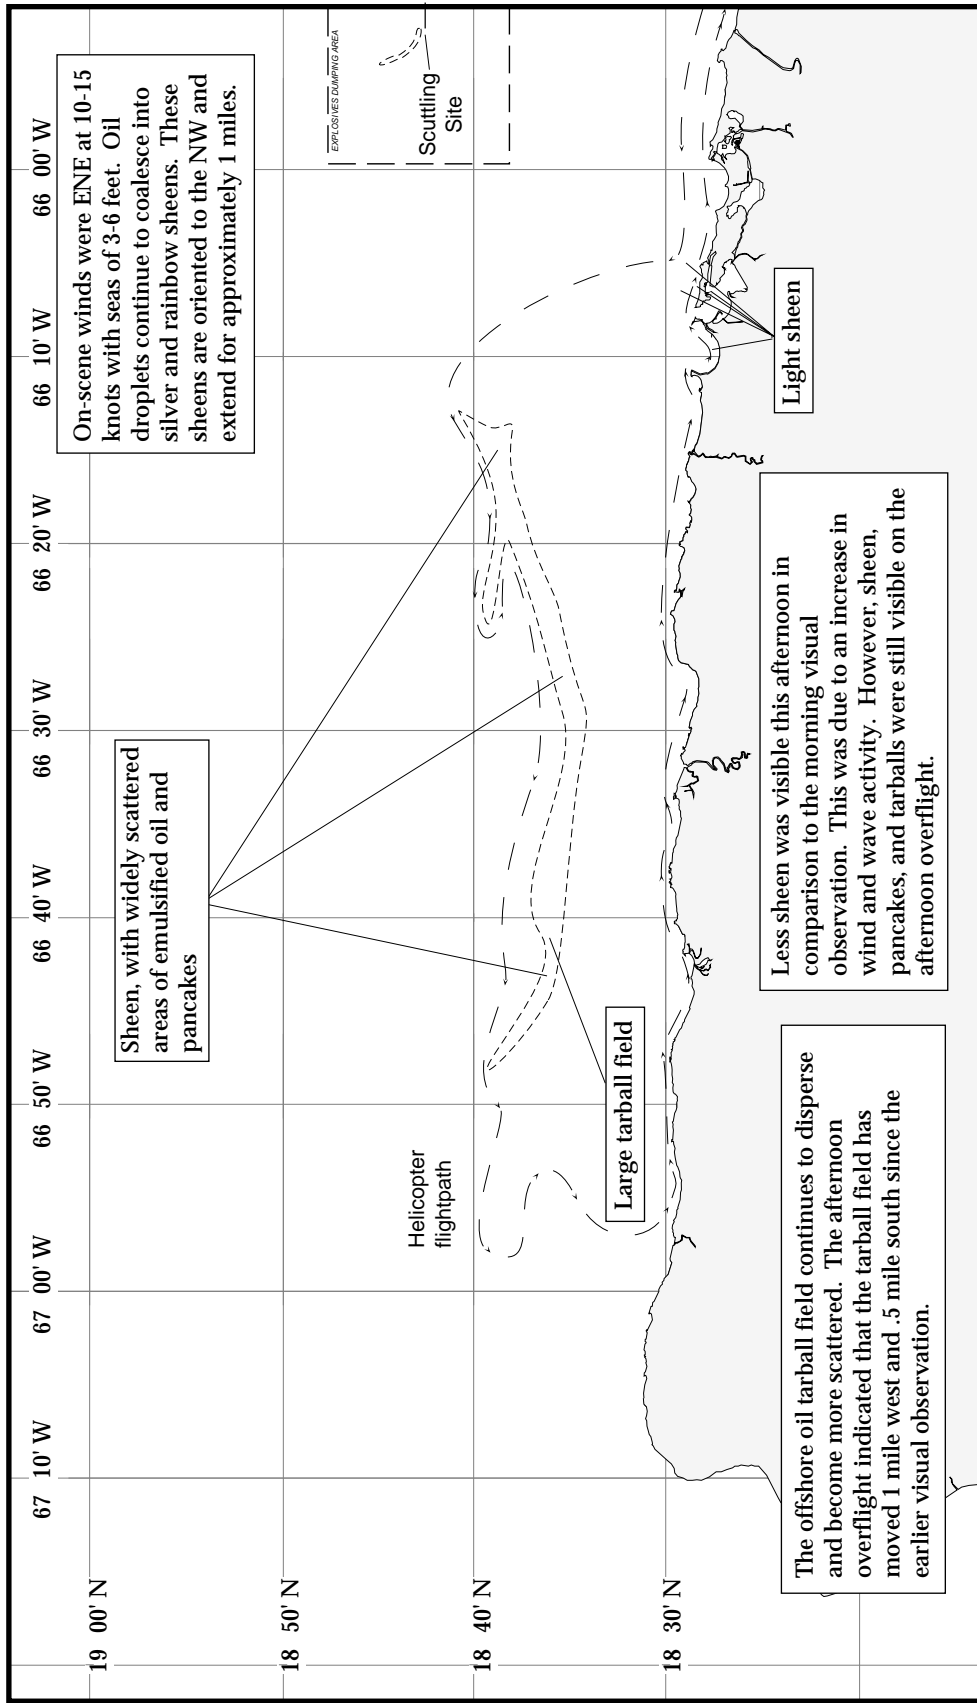 67 10' W
67 00' W
66 50' W
66 40' W
66 30' W
66 20' W
66 10' W
66 00' W
19 00' N
18 50' N
18 40' N
18 30' N
Sheen, with widely scattered
areas of emulsified oil and
pancakes
On-scene winds were ENE at 10-15
knots with seas of 3-6 feet. Oil
droplets continue to coalesce into
silver and rainbow sheens. These
sheens are oriented to the NW and
extend for approximately 1 miles.
EXPLOSIVES DUMPING AREA
Scuttling
Site
Helicopter
flightpath
Large tarball field
Light sheen
The offshore oil tarball field continues to disperse
and become more scattered. The afternoon
overflight indicated that the tarball field has
moved 1 mile west and .5 mile south since the
earlier visual observation.
Less sheen was visible this afternoon in
comparison to the morning visual
observation. This was due to an increase in
wind and wave activity. However, sheen,
pancakes, and tarballs were still visible on the
afternoon overflight.